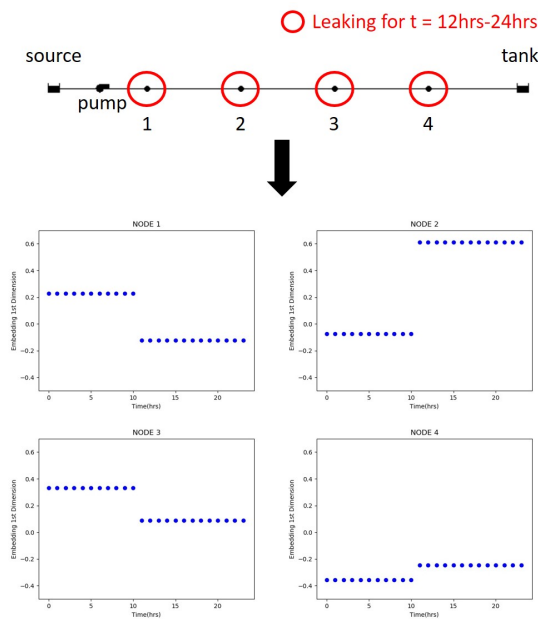 Leaking for t = 12hrs-24hrs
source
tank
pump
1 2 3 4
NODE 1
0.6
0.4
0.2
0.0
−0.2
−0.4
Embedding 1st Dimension
0 5 10 15 20
Time(hrs)
NODE 2
0.6
0.4
0.2
0.0
−0.2
−0.4
Embedding 1st Dimension
0 5 10 15 20
Time(hrs)
NODE 3
0.6
0.4
0.2
0.0
−0.2
−0.4
Embedding 1st Dimension
0 5 10 15 20
Time(hrs)
NODE 4
0.6
0.4
0.2
0.0
−0.2
−0.4
Embedding 1st Dimension
0 5 10 15 20
Time(hrs)